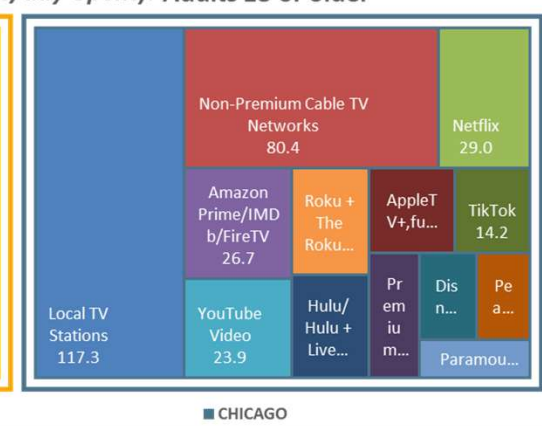 Adults 18 or Older
Non-Premium Cable TV
Networks
80.4
Netflix
29.0
Amazon
Prime/IMD
b/FireTV
26.7
Roku +
The
Roku...
AppleT
V+,fu...
TikTok
14.2
Local TV
Stations
117.3
YouTube
Video
23.9
Hulu/
Hulu +
Live...
Pr
em
iu
m...
Dis
n...
Pe
a...
Paramou...
CHICAGO